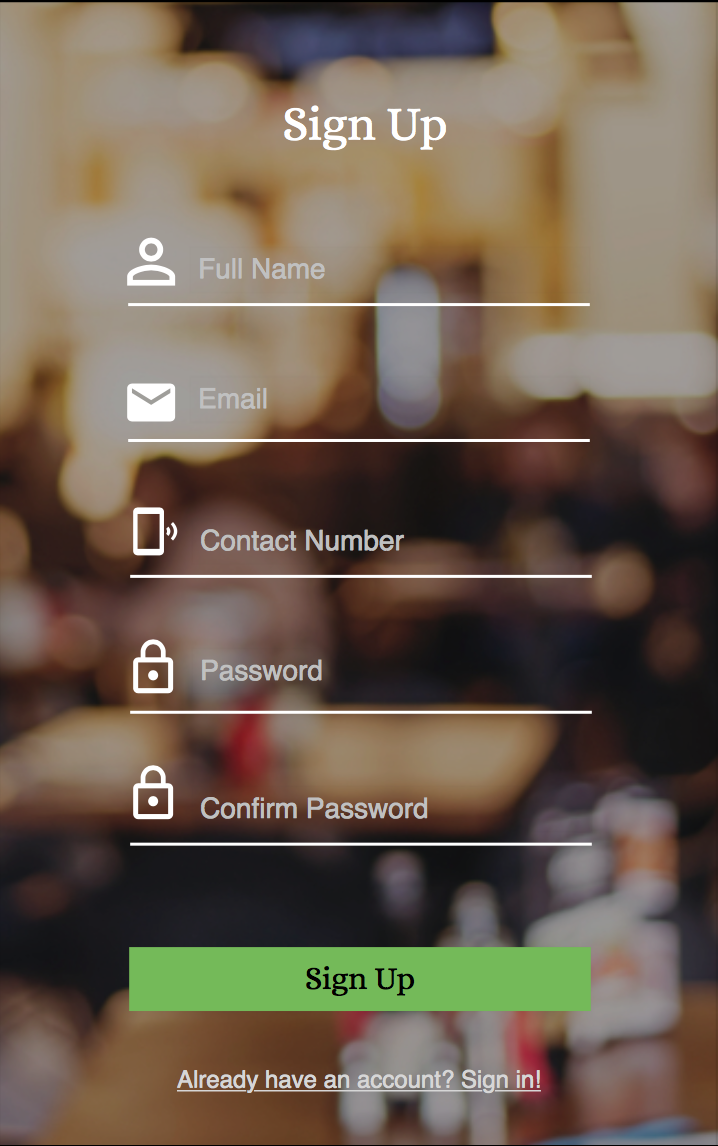 Sign Up
Full Name
Email
Contact Number
Password
Confirm Password
Sign Up
Already have an account? Sign in!